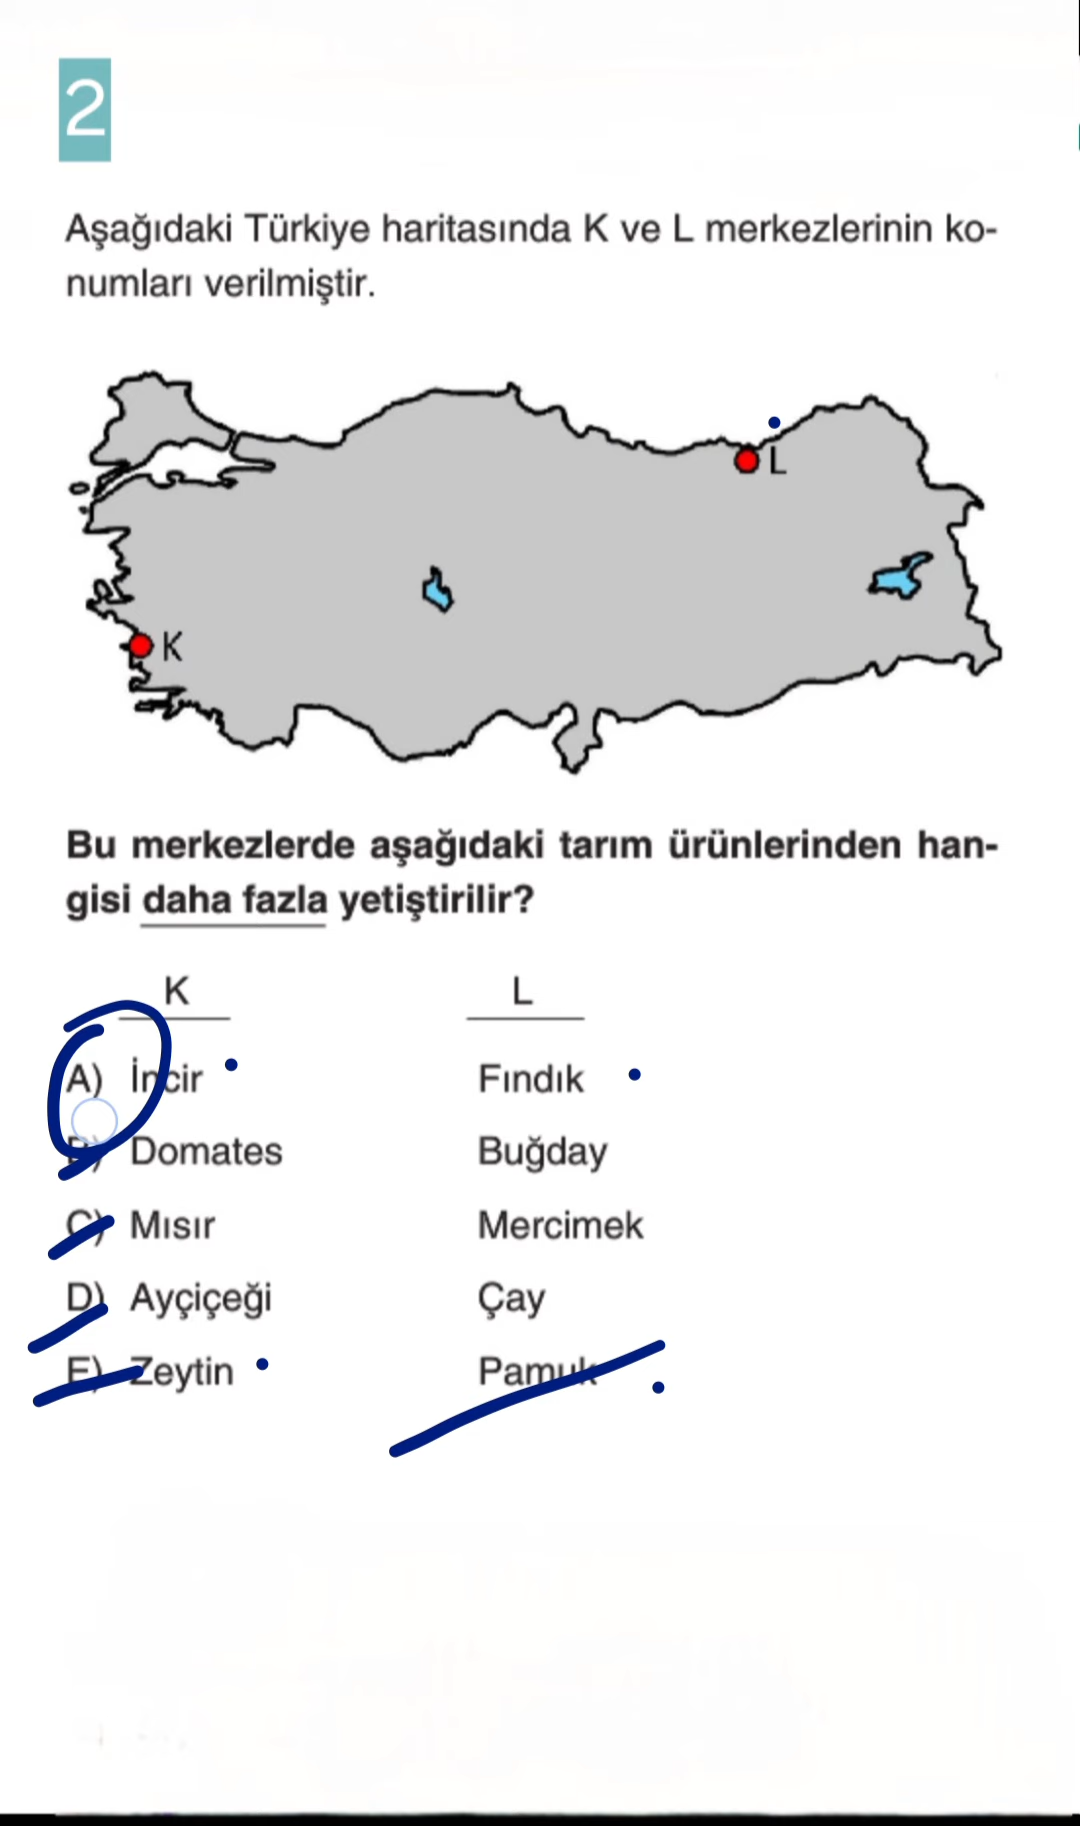 2
Aşağıdaki Türkiye haritasında K ve L merkezlerinin ko-
numları verilmiştir.
L
K
Bu merkezlerde aşağıdaki tarım ürünlerinden han-
gisi daha fazla yetiştirilir?
K L
A) İncir Fındık
B) Domates Buğday
C) Mısır Mercimek
D) Ayçiçeği Çay
E) Zeytin Pamuk